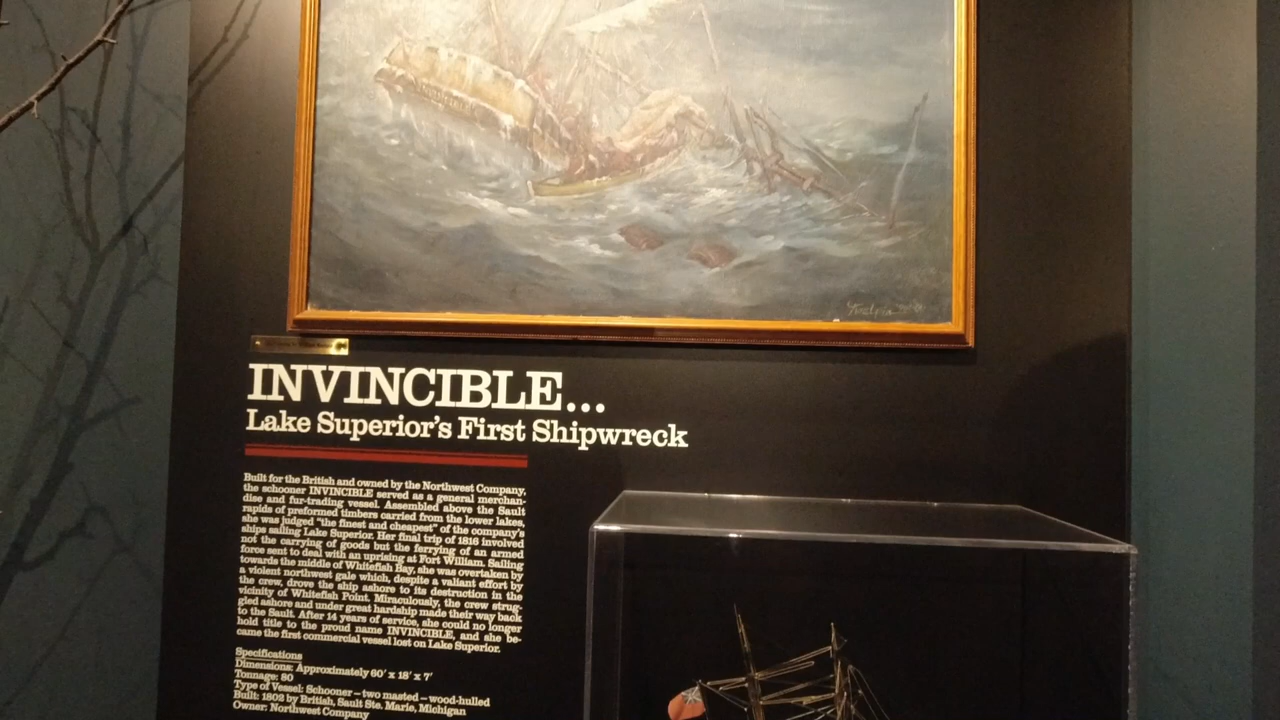 INVINCIBLE...
Lake Superior's First Shipwreck
Built for the British and owned by the Northwest Company,
the schooner INVINCIBLE served as a general merchan-
dise and fur-trading vessel. Assembled above the Sault
rapids of preformed timbers carried from the lower lakes,
she was judged "the finest and cheapest" of the company's
ships sailing Lake Superior. Her final trip of 1816 involved
not the carrying of goods but the ferrying of an armed
force sent to deal with an uprising at Fort William. Sailing
towards the middle of Whitefish Bay, she was overtaken by
a violent northwest gale which, despite a valiant effort by
the crew, drove the ship ashore to its destruction in the
vicinity of Whitefish Point. Miraculously, the crew strug-
gled ashore and under great hardship made their way back
to the Sault. After 14 years of service, she could no longer
hold title to the proud name INVINCIBLE, and she be-
came the first commercial vessel lost on Lake Superior.
Specifications
Dimensions: Approximately 60' x 18' x 7'
Tonnage: 80
Type of Vessel: Schooner – two masted – wood-hulled
Built: 1802 by British, Sault Ste. Marie, Michigan
Owner: Northwest Company